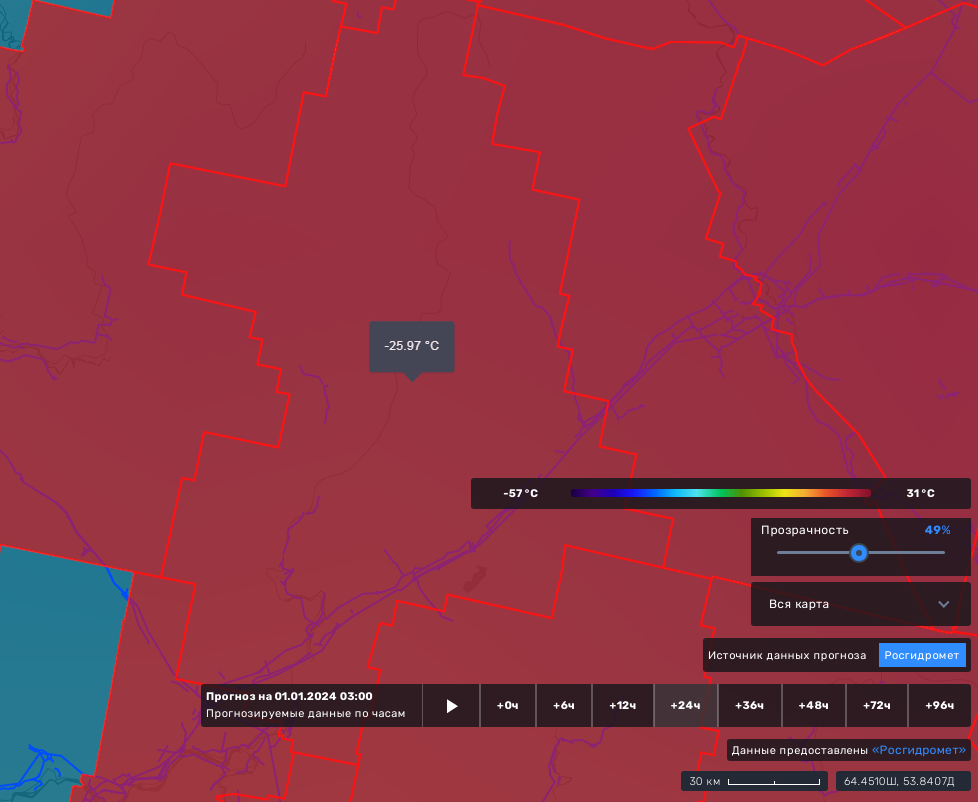 -25.97 °C
-57 °C 31 °C
Прозрачность 49%
Вся карта
Источник данных прогноза Росгидромет
Прогноз на 01.01.2024 03:00
Прогнозируемые данные по часам
+0ч +6ч +12ч +24ч +36ч +48ч +72ч +96ч
Данные предоставлены «Росгидромет»
30 км 64.4510Ш, 53.8407Д